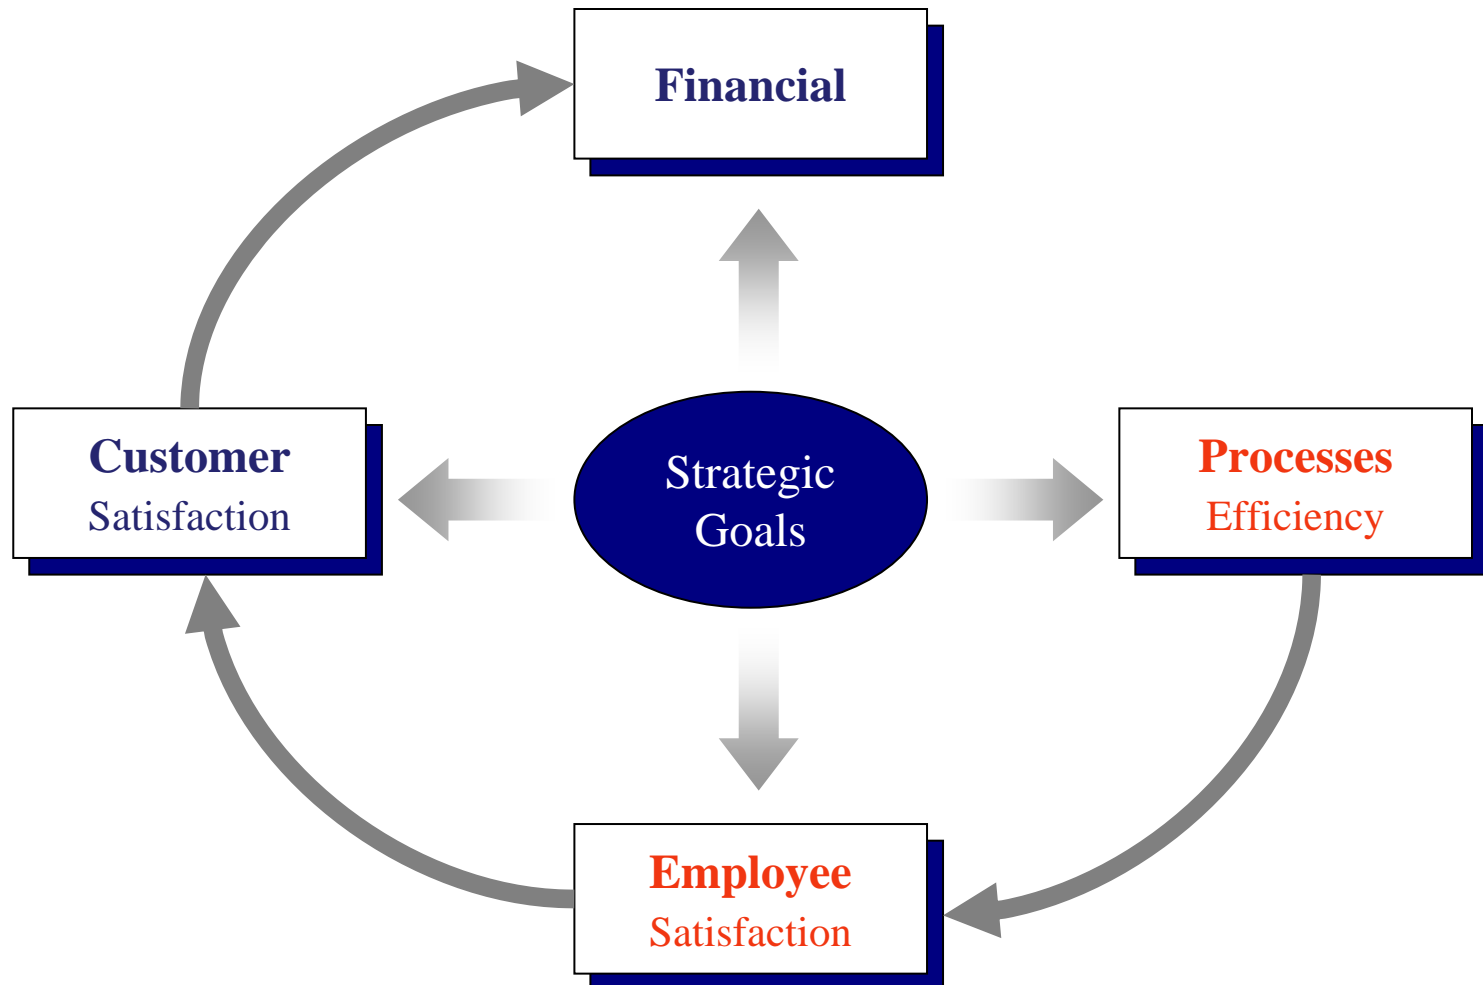 Financial
Customer
Satisfaction
Strategic
Goals
Processes
Efficiency
Employee
Satisfaction